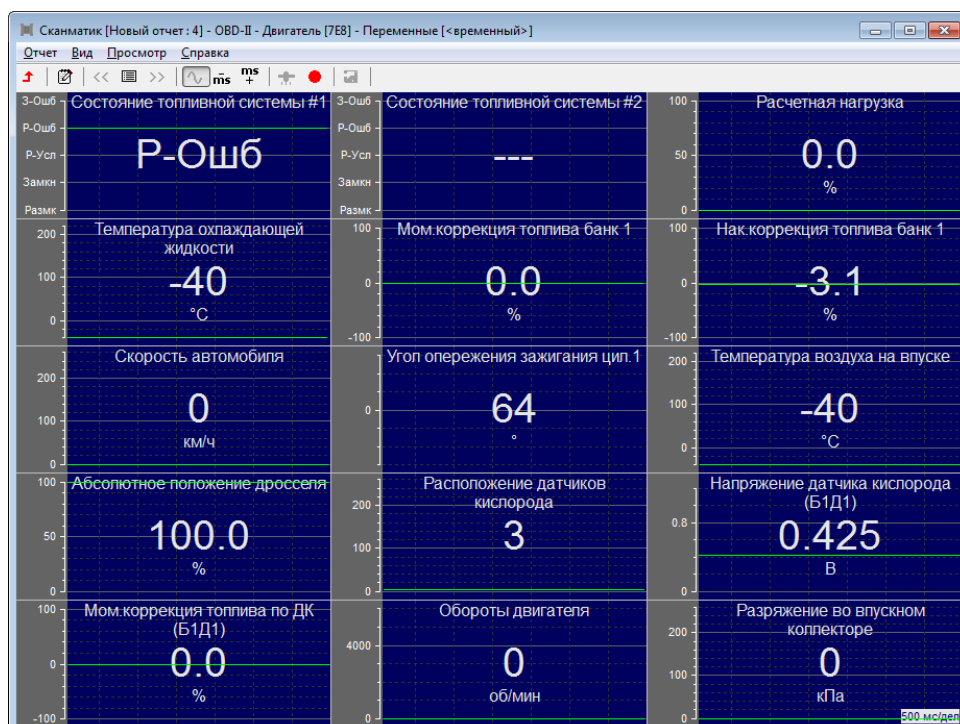 Сканматик [Новый отчет : 4] - OBD-II - Двигатель [7E8] - Переменные [<временный>]
Отчет Вид Просмотр Справка
<< >> ms ms +
З-Ошб Состояние топливной системы #1
Р-Ошб
Р-Усл
Замкн
Размк
Р-Ошб
З-Ошб Состояние топливной системы #2
Р-Ошб
Р-Усл
Замкн
Размк
---
100 Расчетная нагрузка
50
0
0.0
%
200 Температура охлаждающей
жидкости
100
0
-40
°C
100 Мом.коррекция топлива банк 1
0
-100
0.0
%
100 Нак.коррекция топлива банк 1
0
-100
-3.1
%
Скорость автомобиля
200
100
0
0
км/ч
Угол опережения зажигания цил.1
0
64
°
Температура воздуха на впуске
200
100
0
-40
°C
100 Абсолютное положение дросселя
50
0
100.0
%
Расположение датчиков
кислорода
200
100
0
3
Напряжение датчика кислорода
(Б1Д1)
0.8
0
0.425
В
100 Мом.коррекция топлива по ДК
(Б1Д1)
0
-100
0.0
%
Обороты двигателя
4000
0
0
об/мин
Разряжение во впускном
коллекторе
200
100
0
0
кПа
500 мс/дел